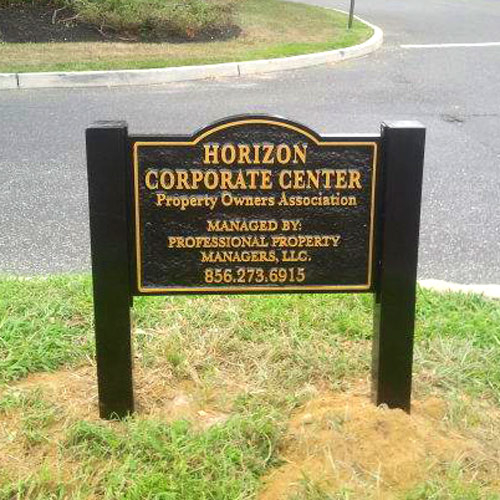 HORIZON
CORPORATE CENTER
Property Owners Association
MANAGED BY:
PROFESSIONAL PROPERTY
MANAGERS, LLC.
856.273.6915